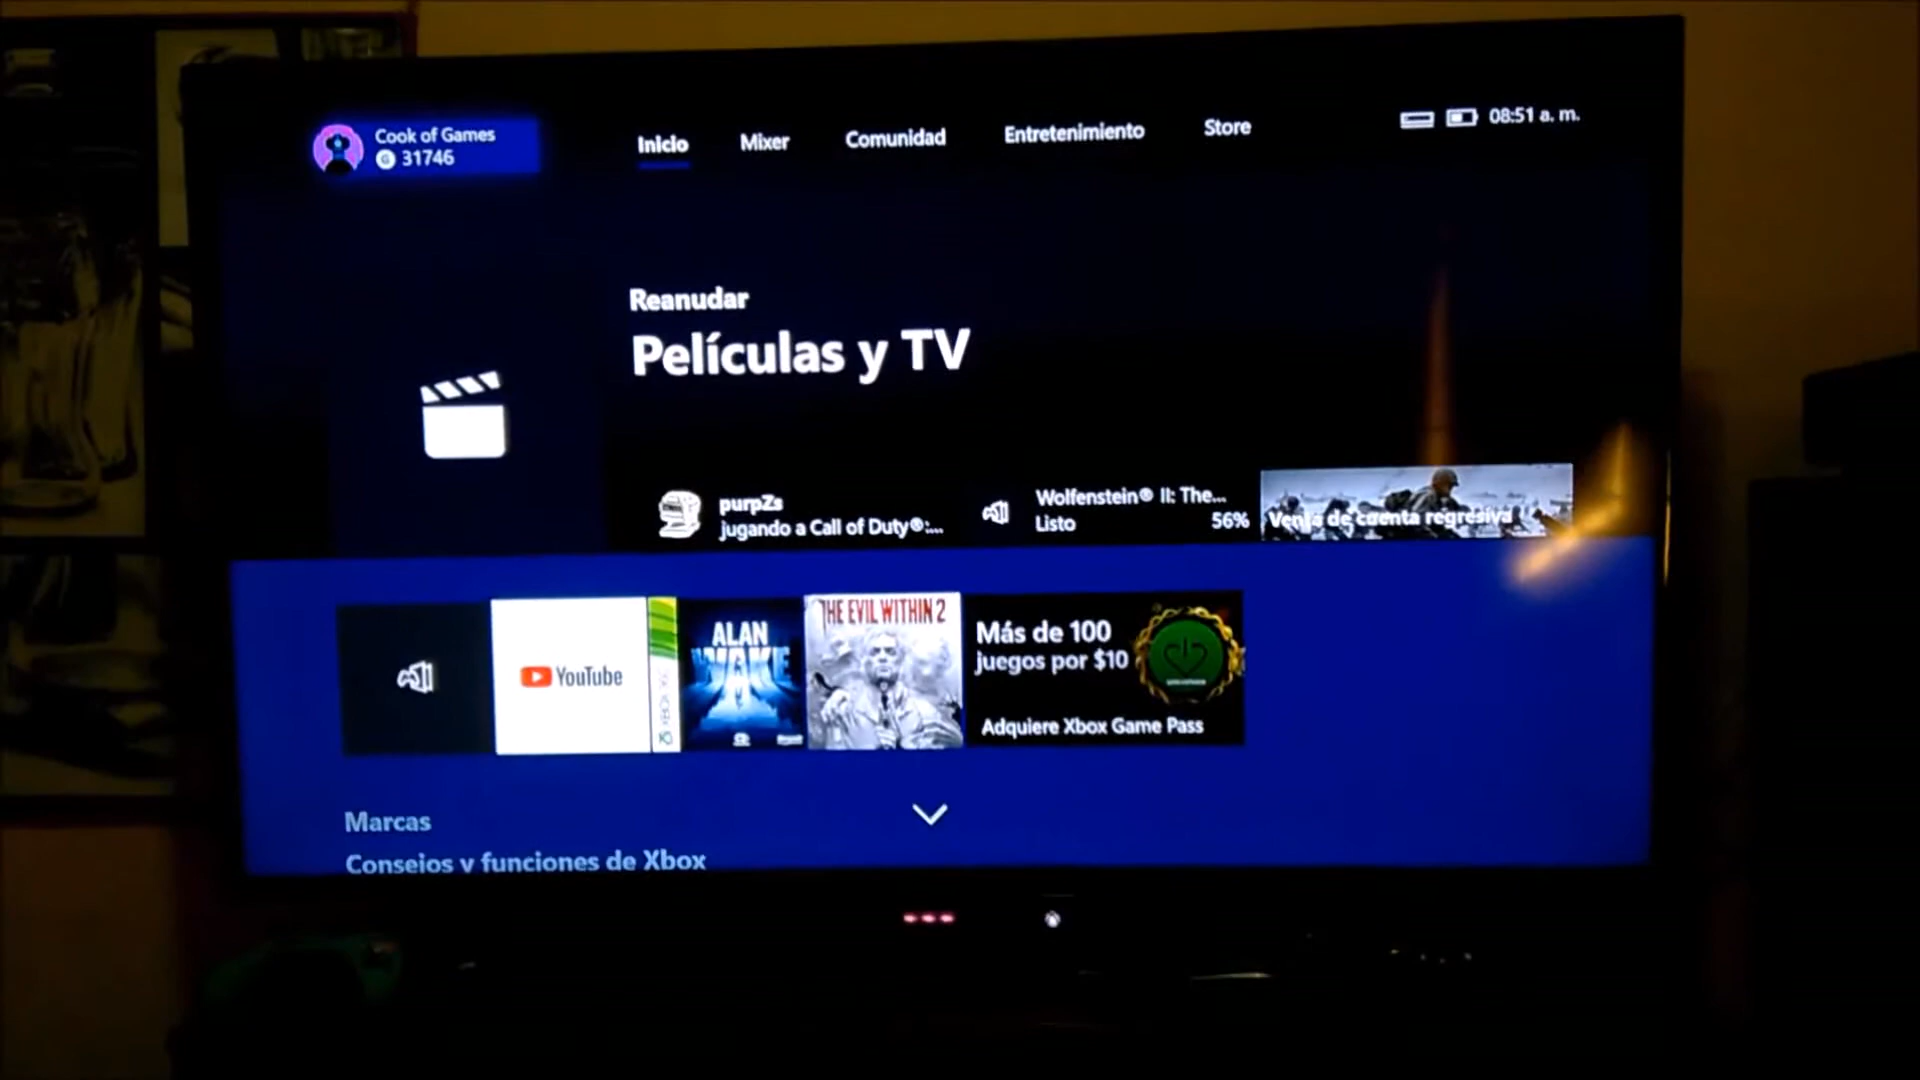 Cook of Games
G 31746
Inicio
Mixer
Comunidad
Entretenimiento
Store
08:51 a. m.
Reanudar
Películas y TV
purpZs
jugando a Call of Duty®:...
Wolfenstein® II: The...
Listo
56%
Venta de cuenta regresiva
YouTube
XBOX 360
ALAN
WAKE
THE EVIL WITHIN 2
Más de 100
juegos por $10
Adquiere Xbox Game Pass
Marcas
Consejos y funciones de Xbox